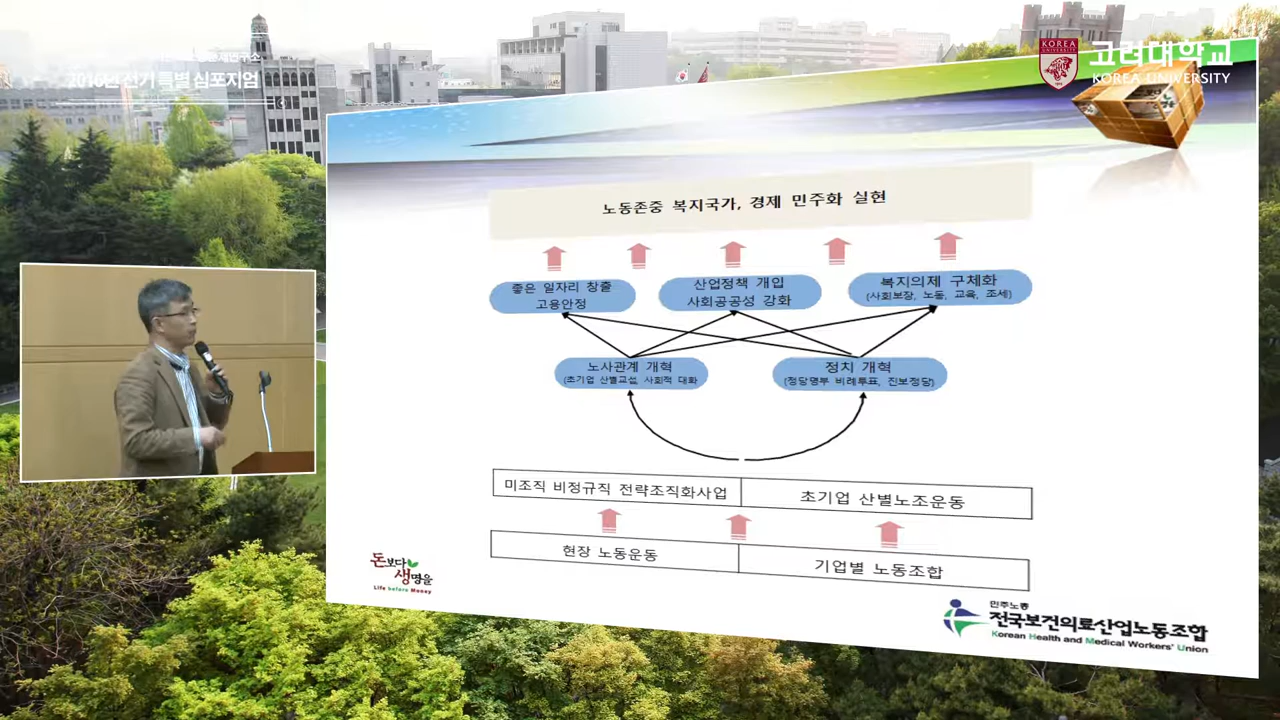 2016년 전기 특별 심포지엄
KOREA
고려대학교
KOREA UNIVERSITY
노동존중 복지국가, 경제 민주화 실현
좋은 일자리 창출
고용안정
산업정책 개입
사회공공성 강화
복지의제 구체화
(사회보장, 노동, 교육, 조세)
노사관계 개혁
(초기업 산별교섭, 사회적 대화)
정치 개혁
(정당명부 비례투표, 진보정당)
미조직 비정규직 전략조직화사업
초기업 산별노조운동
현장 노동운동
기업별 노동조합
돈보다
생명을
Life before Money
민주노총
전국보건의료산업노동조합
Korean Health and Medical Workers' Union